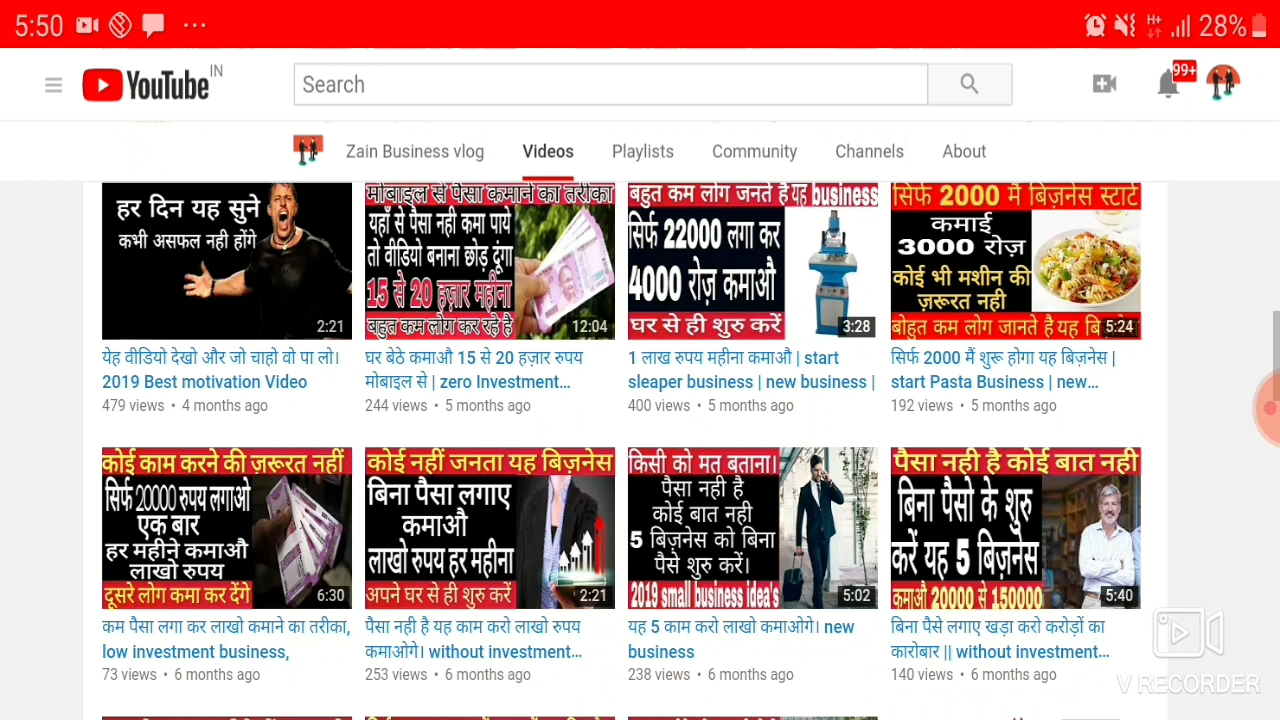 5:50
H+
28%
YouTube IN
Search
99+
Zain Business vlog
Videos
Playlists
Community
Channels
About
हर दिन यह सुने
कभी असफल नही होंगे
2:21
येह वीडियो देखो और जो चाहो वो पा लो।
2019 Best motivation Video
479 views • 4 months ago
मोबाइल से पैसा कमाने का तरीका
यहाँ से पैसा नही कमा पाये
तो वीडियो बनाना छोड़ दूंगा
15 से 20 हज़ार महीना
बहुत कम लोग कर रहे है
12:04
घर बेठे कमाऔ 15 से 20 हज़ार रुपय
मोबाइल से | zero Investment...
244 views • 5 months ago
बहुत कम लोग जनते है यह business
सिर्फ 22000 लगा कर
4000 रोज़ कमाऔ
घर से ही शुरु करें
3:28
1 लाख रुपय महीना कमाऔ | start
sleaper business | new business |
400 views • 5 months ago
सिर्फ 2000 मै बिज़नेस स्टार्ट
कमाई
3000 रोज़
कोई भी मशीन की
ज़रूरत नही
बोहत कम लोग जानते है यह बि
5:24
सिर्फ 2000 मैं शुरू होगा यह बिज़नेस |
start Pasta Business | new...
192 views • 5 months ago
कोई काम करने की ज़रूरत नहीं
सिर्फ 20000 रुपय लगाओ
एक बार
हर महीने कमाऔ
लाखो रुपय
दूसरे लोग कमा कर देंगे
6:30
कम पैसा लगा कर लाखो कमाने का तरीका,
low investment business,
73 views • 6 months ago
कोई नहीं जनता यह बिज़नेस
बिना पैसा लगाए
कमाऔ
लाखो रुपय हर महीना
अपने घर से ही शुरु करें
2:21
पैसा नही है यह काम करो लाखो रुपय
कमाओगे। without investment...
253 views • 6 months ago
किसी को मत बताना।
पैसा नही है
कोई बात नही
5 बिज़नेस को बिना
पैसे शुरु करें।
2019 small business idea's
5:02
यह 5 काम करो लाखो कमाओगे। new
business
238 views • 6 months ago
पैसा नही है कोई बात नही
बिना पैसो के शुरु
करें यह 5 बिज़नेस
कमाऔ 20000 से 150000
5:40
बिना पैसे लगाए खड़ा करो करोड़ों का
कारोबार || without investment...
140 views • 6 months ago
V RECORDER